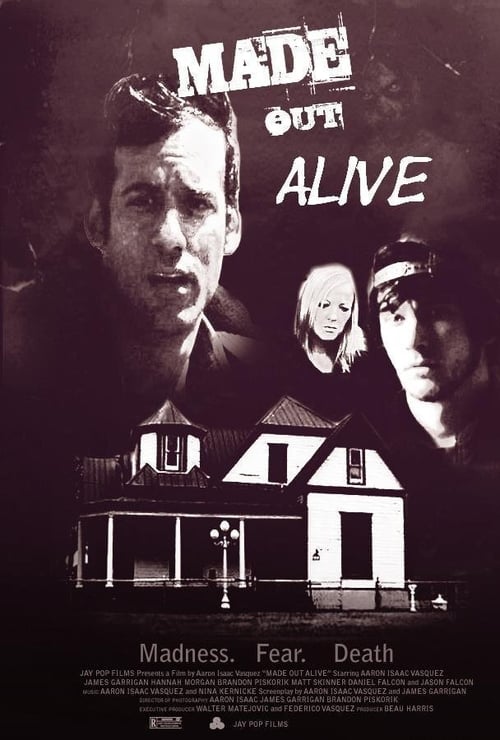 MADE
OUT
ALIVE
Madness. Fear. Death
JAY POP FILMS Presents a Film by Aaron Isaac Vasquez "MADE OUT ALIVE" Starring AARON ISAAC VASQUEZ
JAMES GARRIGAN HANNAH MORGAN BRANDON PISKORIK MATT SKINNER DANIEL FALCON and JASON FALCON
MUSIC AARON ISAAC VASQUEZ and NINA KERNICKE Screenplay by AARON ISAAC VASQUEZ and JAMES GARRIGAN
DIRECTOR OF PHOTOGRAPHY AARON ISAAC JAMES GARRIGAN BRANDON PISKORIK
EXECUTIVE PRODUCER WALTER MATEJOVIC and FEDERICO VASQUEZ PRODUCER BEAU HARRIS
R JAY POP FILMS